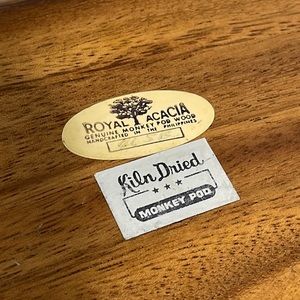 ROYAL ACACIA
GENUINE MONKEY POD WOOD
HANDCRAFTED IN THE PHILIPPINES
Kiln Dried
MONKEY POD